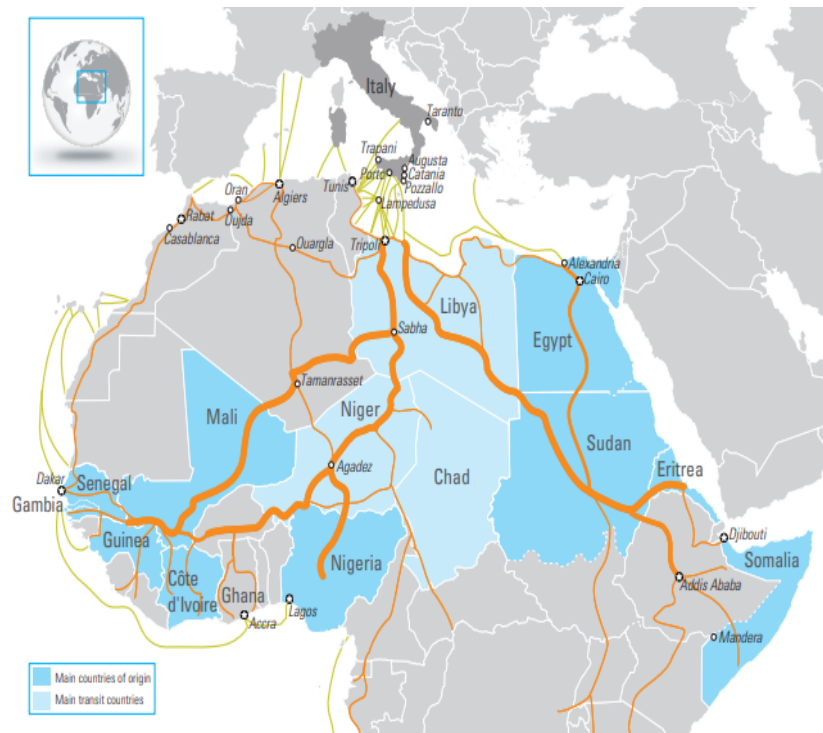 Italy
Taranto
Trapani
Augusta
Porto
Catania
Pozzallo
Tunis
Lampedusa
Oran
Algiers
Rabat
Oujda
Casablanca
Ouargla
Tripoli
Alexandria
Cairo
Libya
Sabha
Egypt
Tamanrasset
Mali
Niger
Sudan
Agadez
Eritrea
Dakar
Senegal
Chad
Gambia
Djibouti
Guinea
Nigeria
Somalia
Côte
d'Ivoire
Ghana
Addis Ababa
Lagos
Accra
Mandera
Main countries of origin
Main transit countries